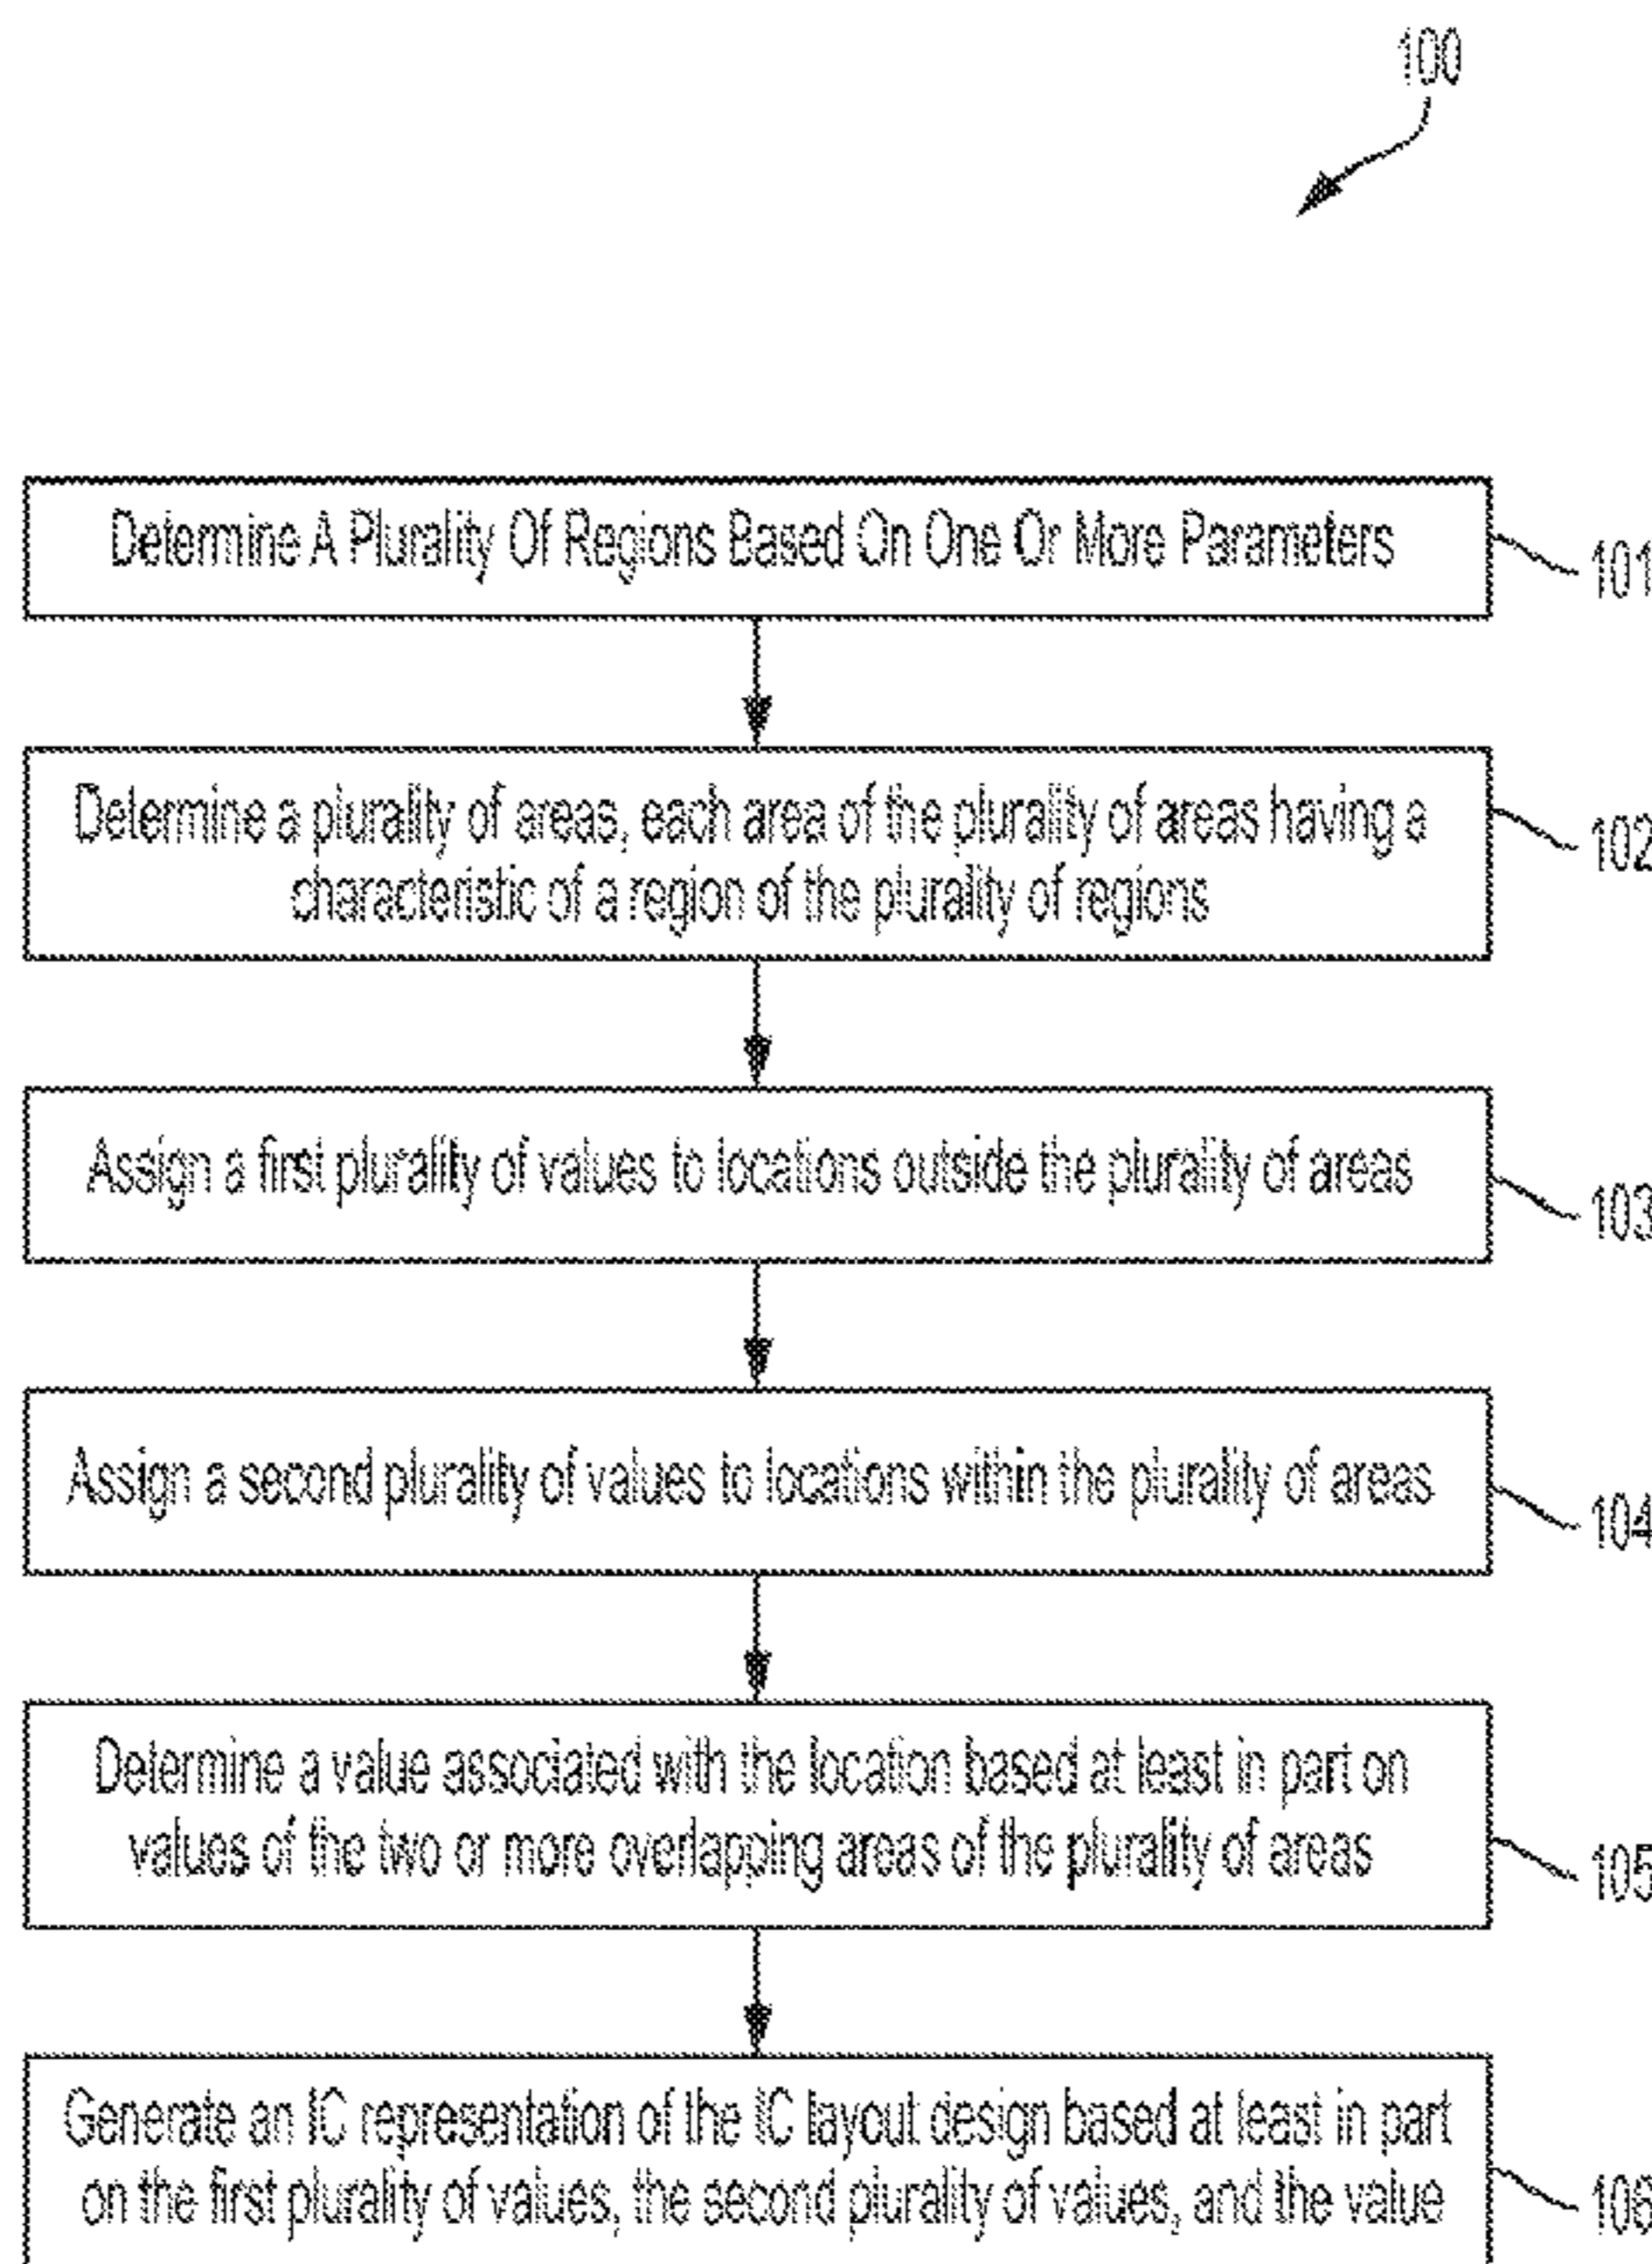 100
Determine A Plurality Of Regions Based On One Or More Parameters
101
Determine a plurality of areas, each area of the plurality of areas having a
characteristic of a region of the plurality of regions
102
Assign a first plurality of values to locations outside the plurality of areas
103
Assign a second plurality of values to locations within the plurality of areas
104
Determine a value associated with the location based at least in part on
values of the two or more overlapping areas of the plurality of areas
105
Generate an IC representation of the IC layout design based at least in part
on the first plurality of values, the second plurality of values, and the value
106